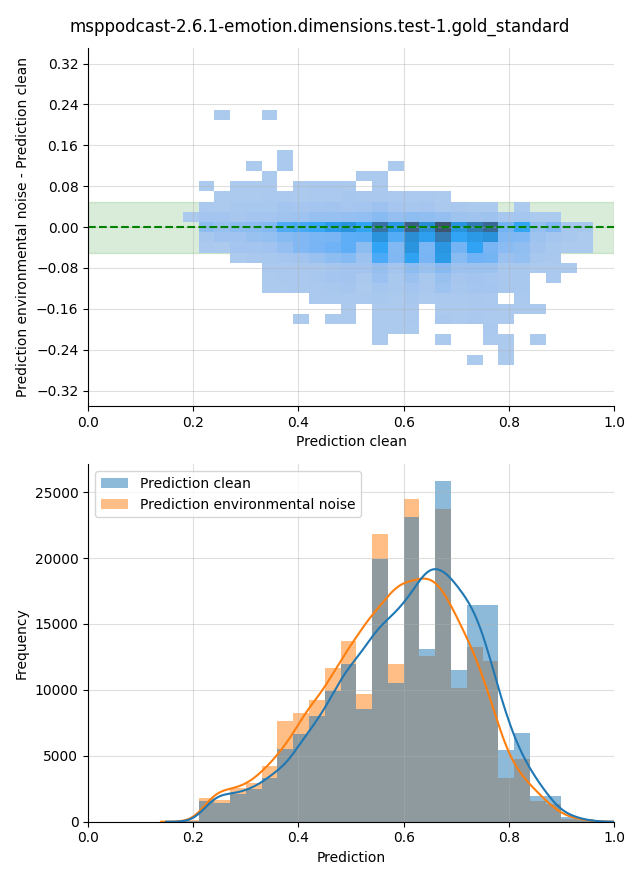 msppodcast-2.6.1-emotion.dimensions.test-1.gold_standard
Prediction environmental noise - Prediction clean
0.32
0.24
0.16
0.08
0.00
−0.08
−0.16
−0.24
−0.32
0.0 0.2 0.4 0.6 0.8 1.0
Prediction clean
Prediction clean
Prediction environmental noise
Frequency
25000
20000
15000
10000
5000
0
0.0 0.2 0.4 0.6 0.8 1.0
Prediction